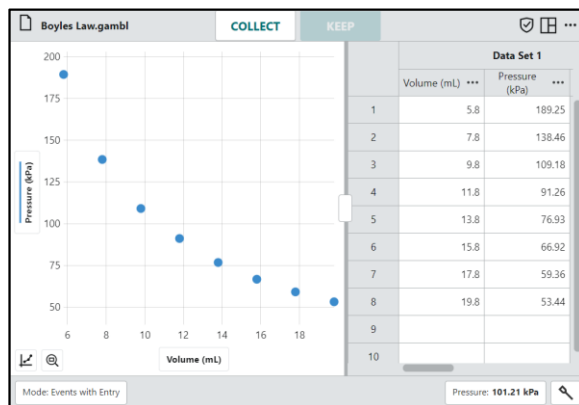 Boyles Law.gambl
COLLECT
KEEP
200
175
150
125
100
75
50
Pressure (kPa)
6 8 10 12 14 16 18
Volume (mL)
Data Set 1
Volume (mL) Pressure (kPa)
1 5.8 189.25
2 7.8 138.46
3 9.8 109.18
4 11.8 91.26
5 13.8 76.93
6 15.8 66.92
7 17.8 59.36
8 19.8 53.44
9
10
Mode: Events with Entry
Pressure: 101.21 kPa